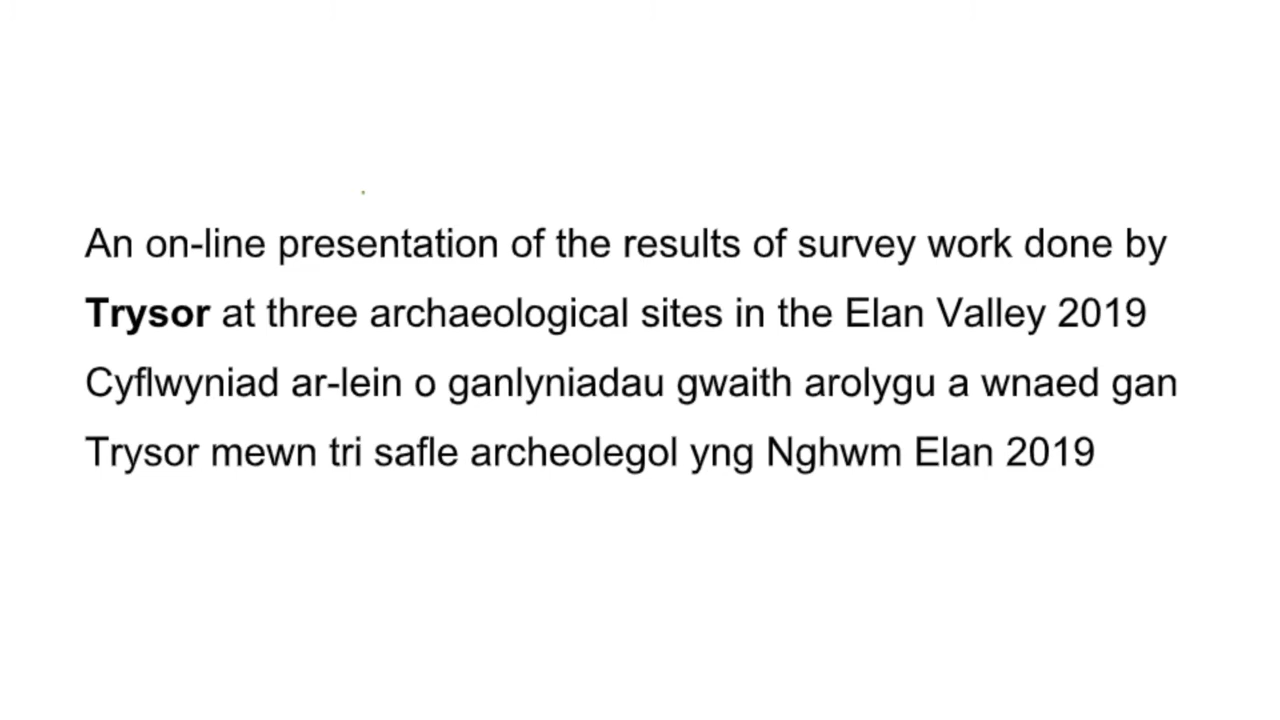 An on-line presentation of the results of survey work done by
Trysor at three archaeological sites in the Elan Valley 2019
Cyflwyniad ar-lein o ganlyniadau gwaith arolygu a wnaed gan
Trysor mewn tri safle archeolegol yng Nghwm Elan 2019